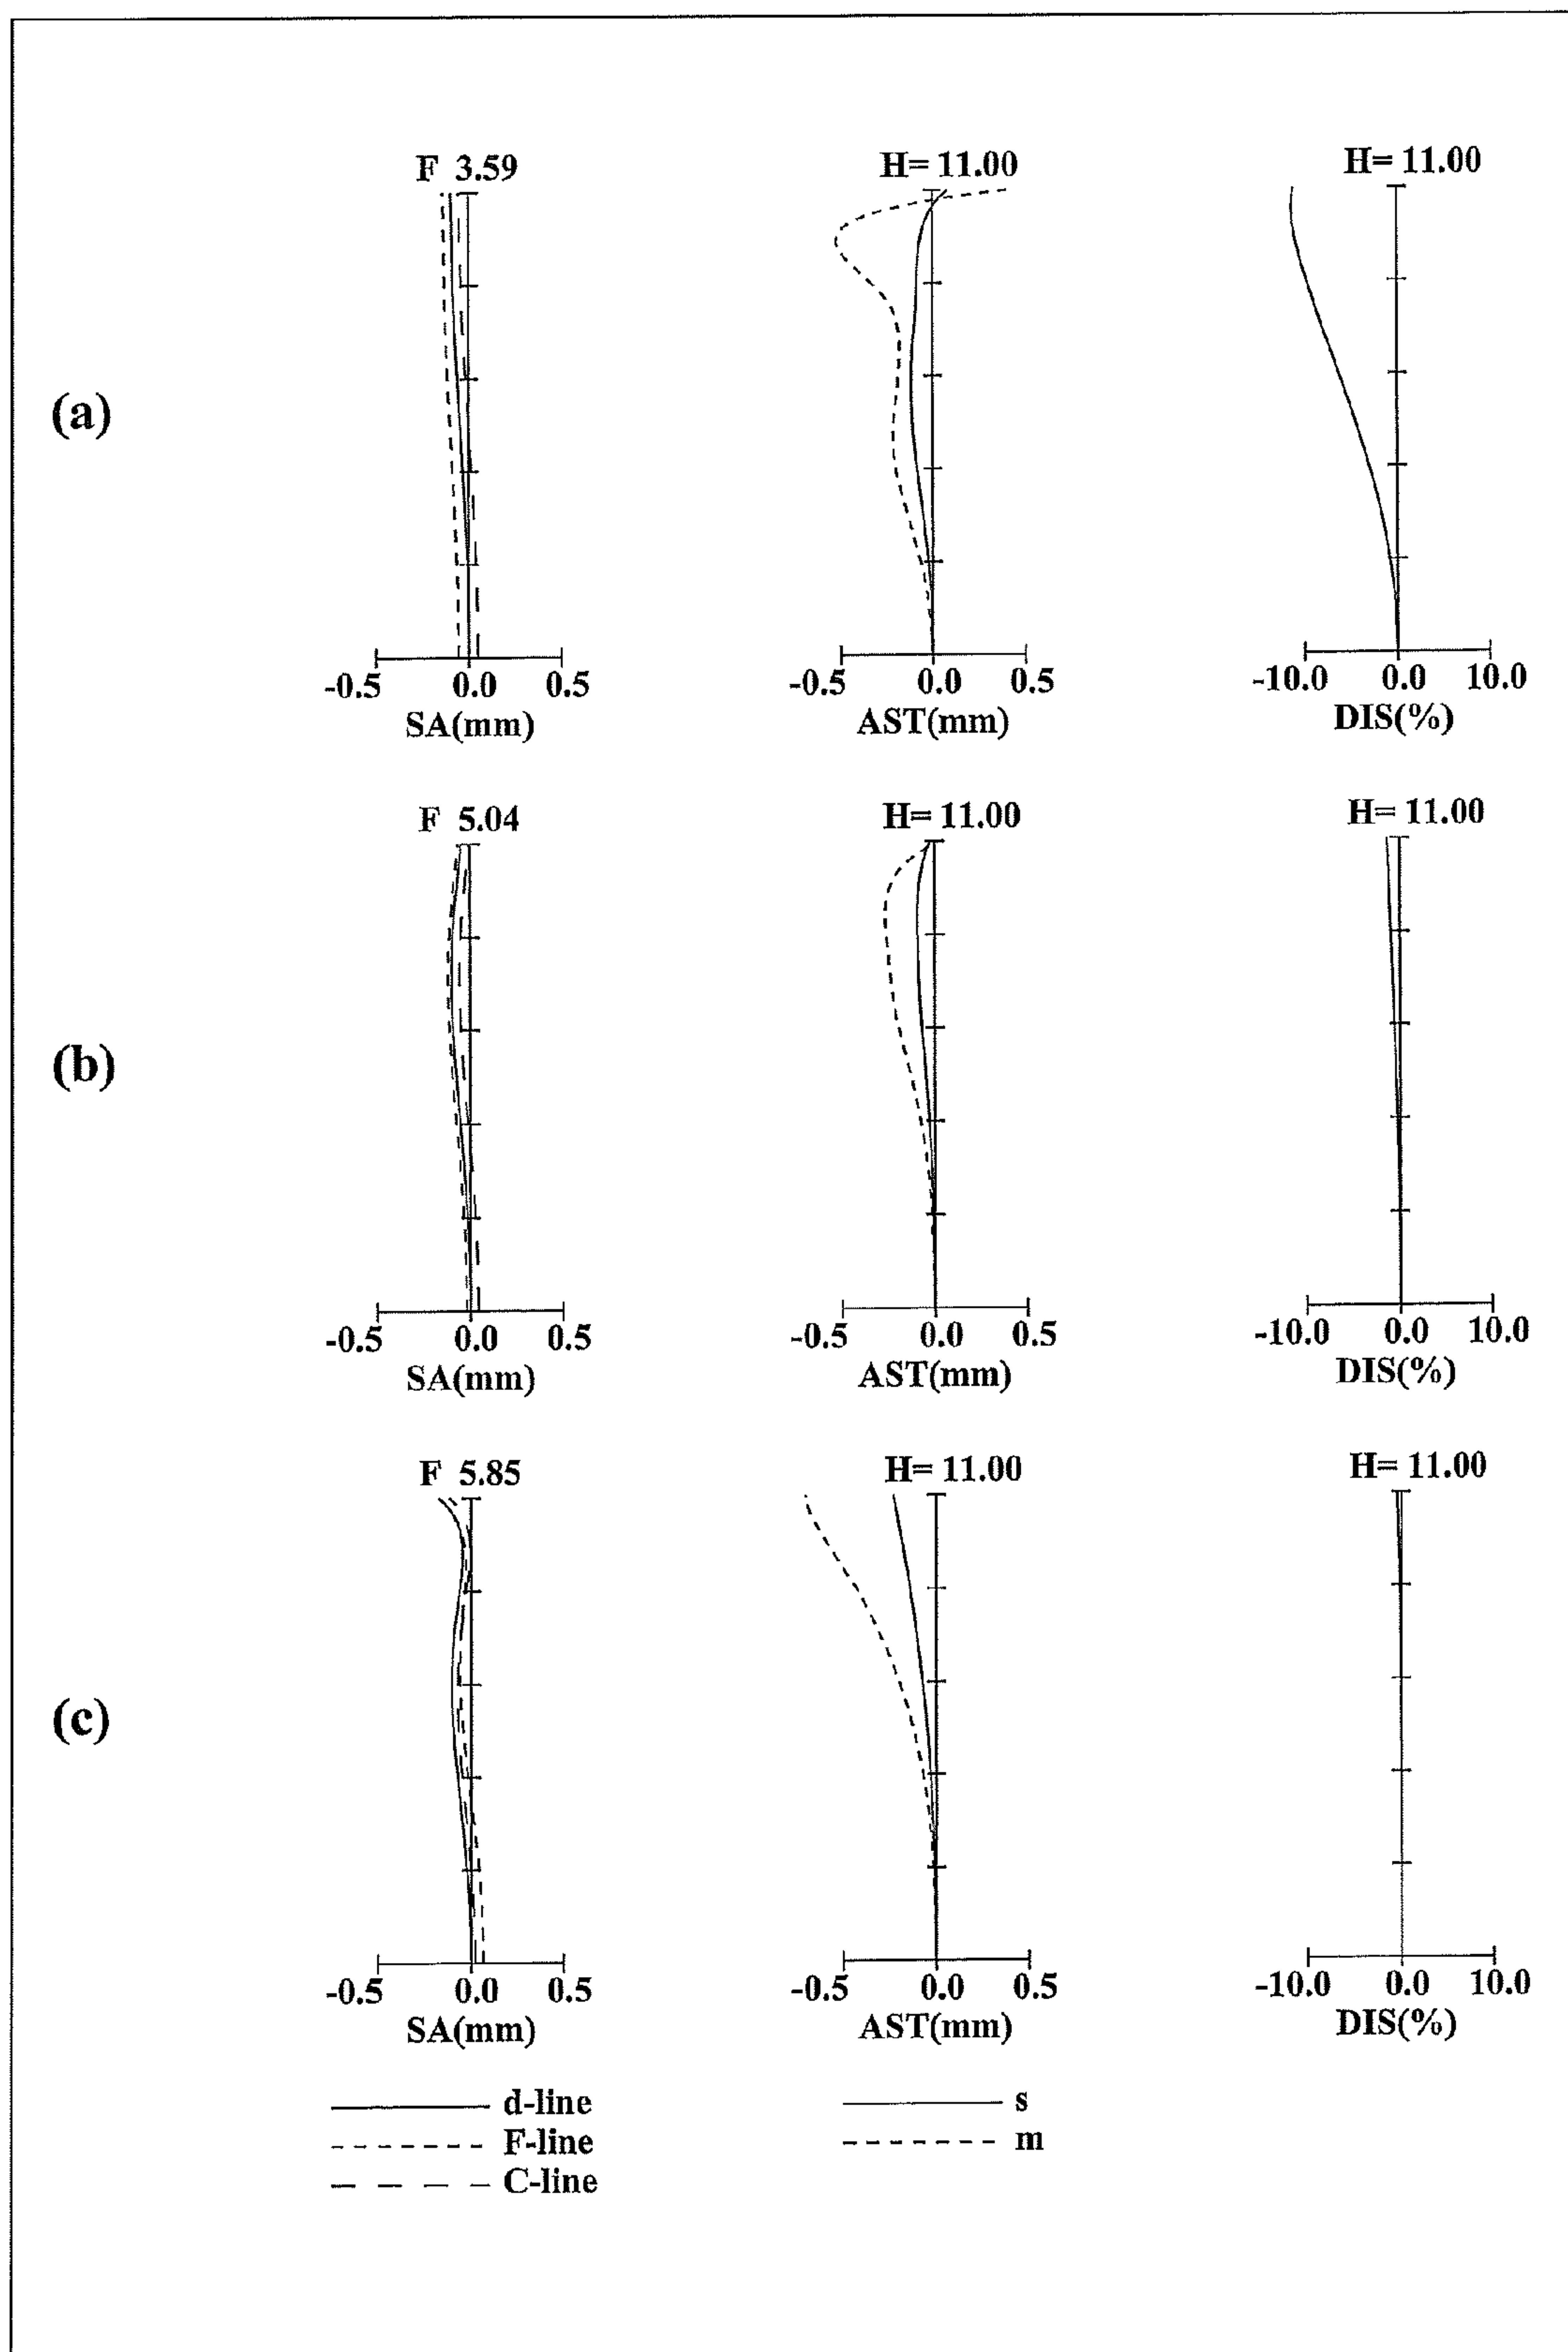 (a)
F 3.59
H= 11.00
H= 11.00
-0.5 0.0 0.5
SA(mm)
-0.5 0.0 0.5
AST(mm)
-10.0 0.0 10.0
DIS(%)
(b)
F 5.04
H= 11.00
H= 11.00
-0.5 0.0 0.5
SA(mm)
-0.5 0.0 0.5
AST(mm)
-10.0 0.0 10.0
DIS(%)
(c)
F 5.85
H= 11.00
H= 11.00
-0.5 0.0 0.5
SA(mm)
-0.5 0.0 0.5
AST(mm)
-10.0 0.0 10.0
DIS(%)
d-line
F-line
C-line
s
m